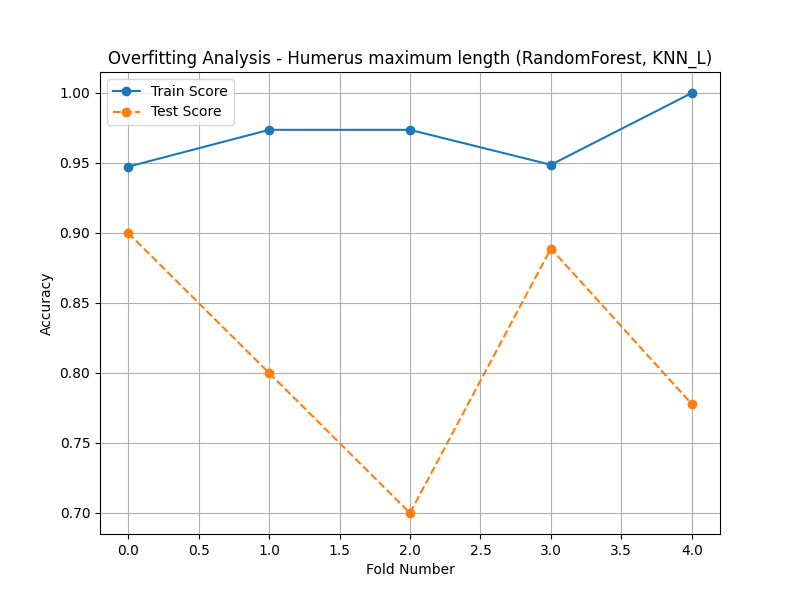 Overfitting Analysis - Humerus maximum length (RandomForest, KNN_L)
Train Score
Test Score
1.00
0.95
0.90
0.85
0.80
0.75
0.70
Accuracy
0.0 0.5 1.0 1.5 2.0 2.5 3.0 3.5 4.0
Fold Number